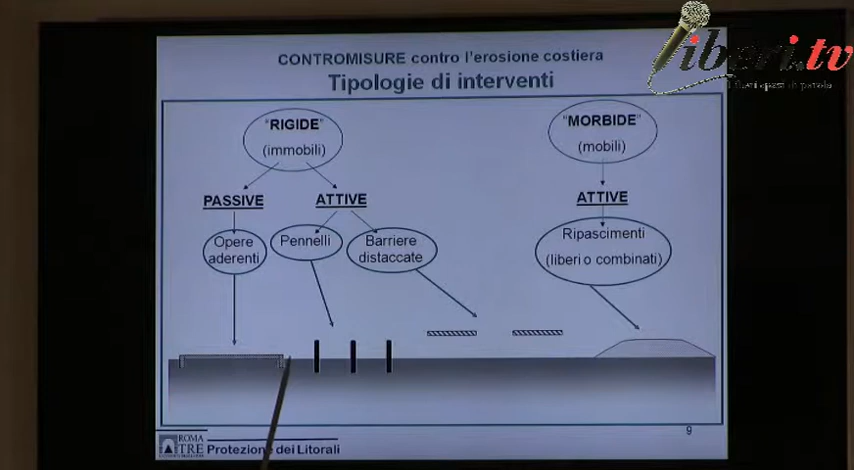 liberi.tv
CONTROMISURE contro l'erosione costiera
Tipologie di interventi
"RIGIDE"
(immobili)
"MORBIDE"
(mobili)
PASSIVE
ATTIVE
ATTIVE
Opere
aderenti
Pennelli
Barriere
distaccate
Ripascimenti
(liberi o combinati)
9
ROMA
TRE
Protezione dei Litorali